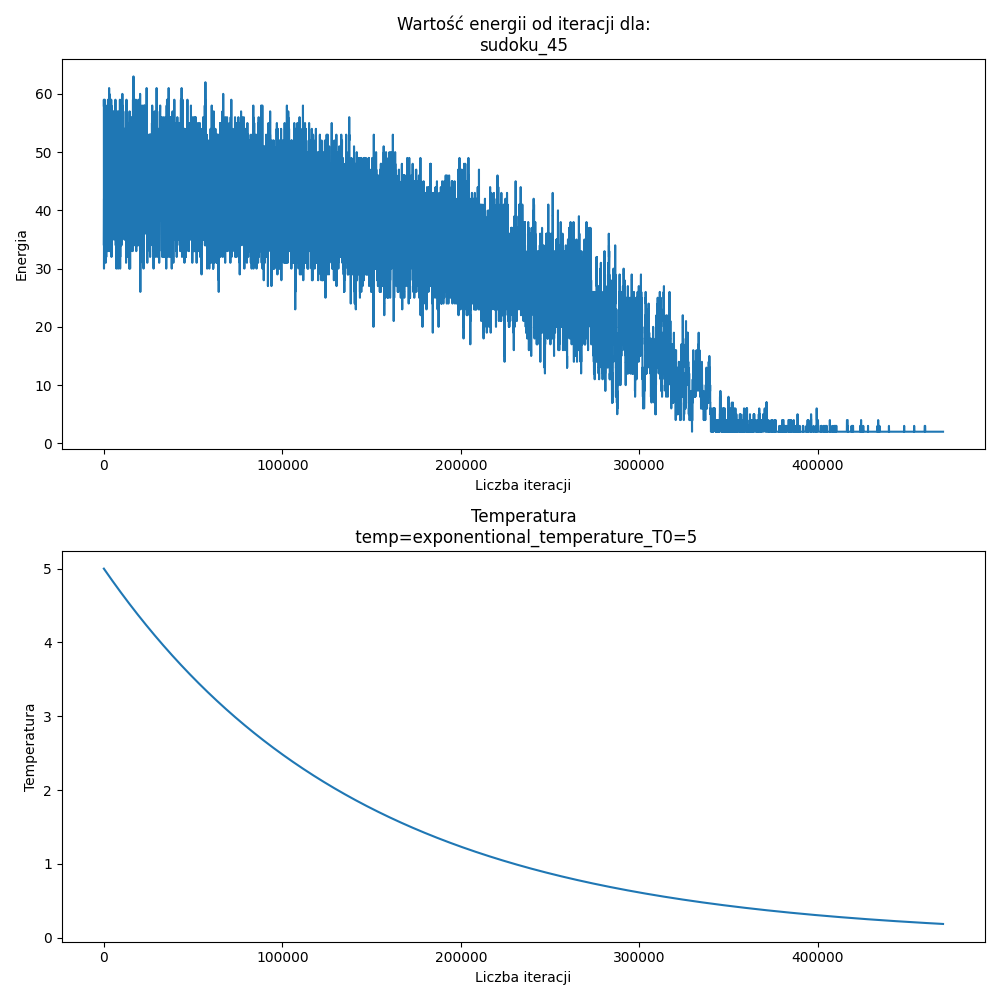 Wartość energii od iteracji dla:
sudoku_45
Energia
60
50
40
30
20
10
0
0 100000 200000 300000 400000
Liczba iteracji
Temperatura
temp=exponentional_temperature_T0=5
Temperatura
5
4
3
2
1
0
0 100000 200000 300000 400000
Liczba iteracji